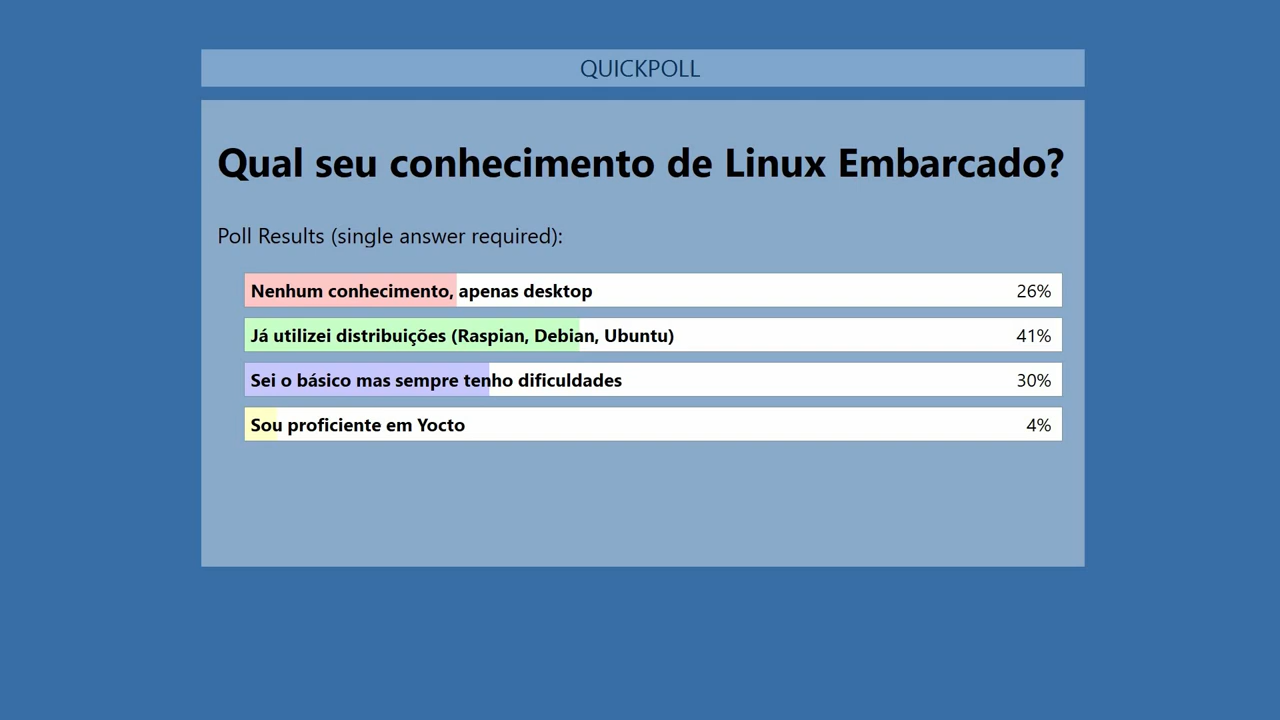 QUICKPOLL
Qual seu conhecimento de Linux Embarcado?
Poll Results (single answer required):
Nenhum conhecimento, apenas desktop 26%
Já utilizei distribuições (Raspian, Debian, Ubuntu) 41%
Sei o básico mas sempre tenho dificuldades 30%
Sou proficiente em Yocto 4%